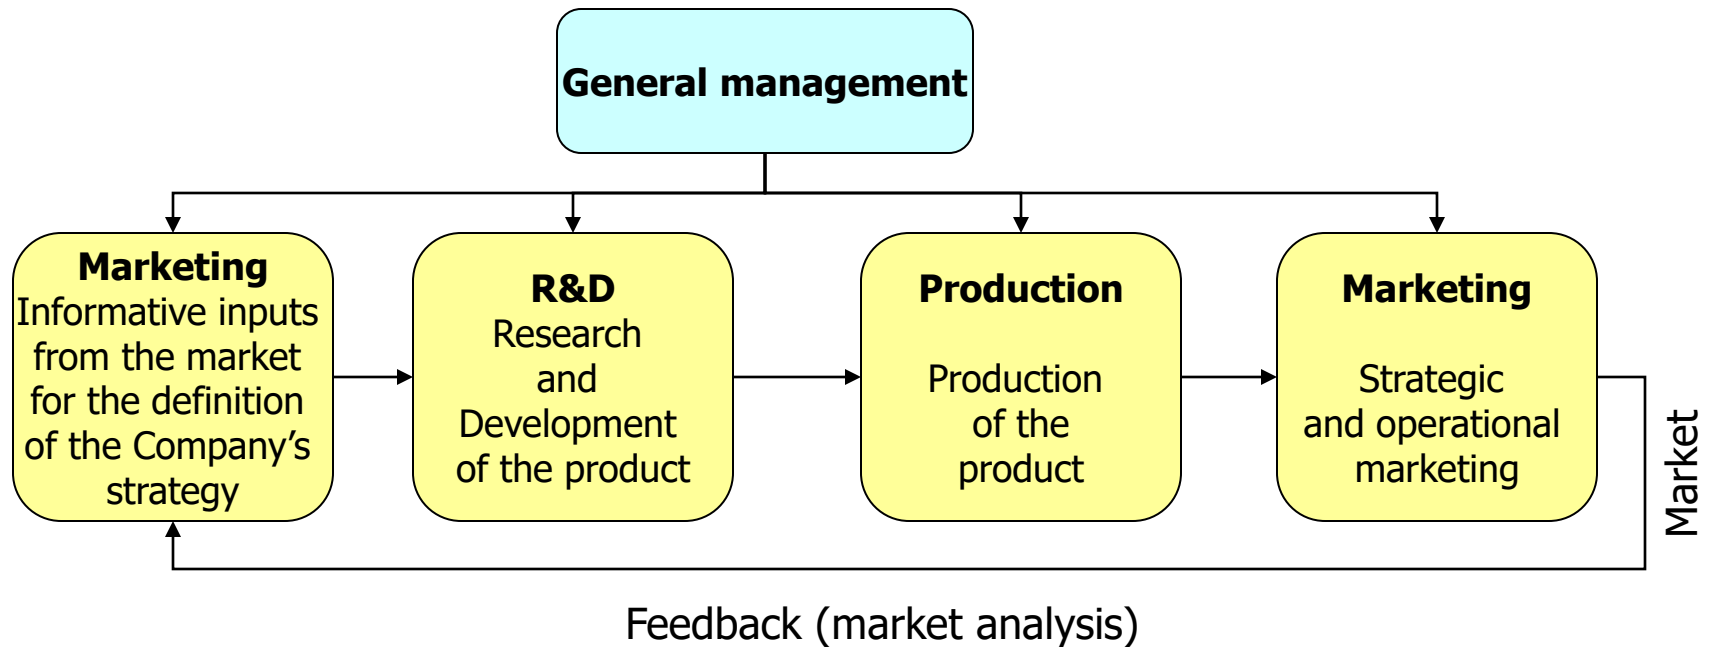 General management
Marketing
Informative inputs
from the market
for the definition
of the Company’s
strategy
R&D
Research
and
Development
of the product
Production
Production
of the
product
Marketing
Strategic
and operational
marketing
Market
Feedback (market analysis)